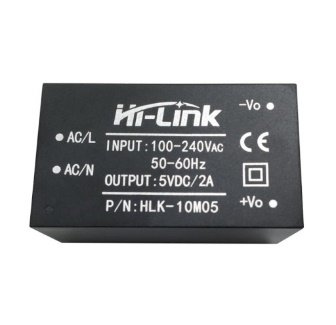 Hi-Link
-Vo
AC/L
INPUT:100-240VAC
50-60Hz
AC/N
OUTPUT:5VDC/2A
+Vo
P/N:HLK-10M05
CE